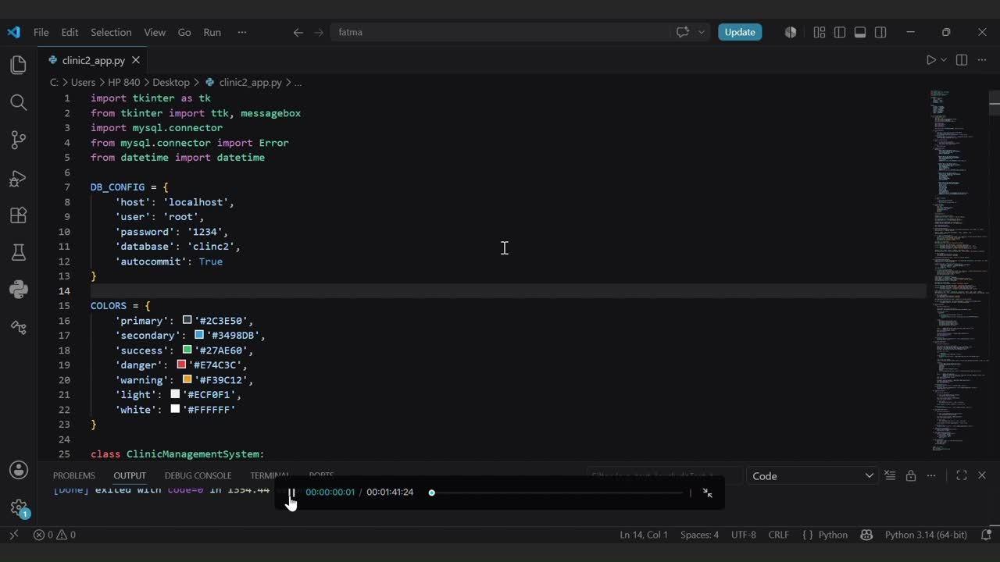 File Edit Selection View Go Run ··· fatma Update
clinic2_app.py
C: > Users > HP 840 > Desktop > clinic2_app.py > ...
1 import tkinter as tk
2 from tkinter import ttk, messagebox
3 import mysql.connector
4 from mysql.connector import Error
5 from datetime import datetime
6
7 DB_CONFIG = {
8 'host': 'localhost',
9 'user': 'root',
10 'password': '1234',
11 'database': 'clinc2',
12 'autocommit': True
13 }
14
15 COLORS = {
16 'primary': '#2C3E50',
17 'secondary': '#3498DB',
18 'success': '#27AE60',
19 'danger': '#E74C3C',
20 'warning': '#F39C12',
21 'light': '#ECF0F1',
22 'white': '#FFFFFF'
23 }
24
25 class ClinicManagementSystem:
PROBLEMS OUTPUT DEBUG CONSOLE TERMINAL PORTS Code
[Done] exited with code=0 in 1354.44
00:00:00:01 / 00:01:41:24
1
0 0 Ln 14, Col 1 Spaces: 4 UTF-8 CRLF { } Python Python 3.14 (64-bit)